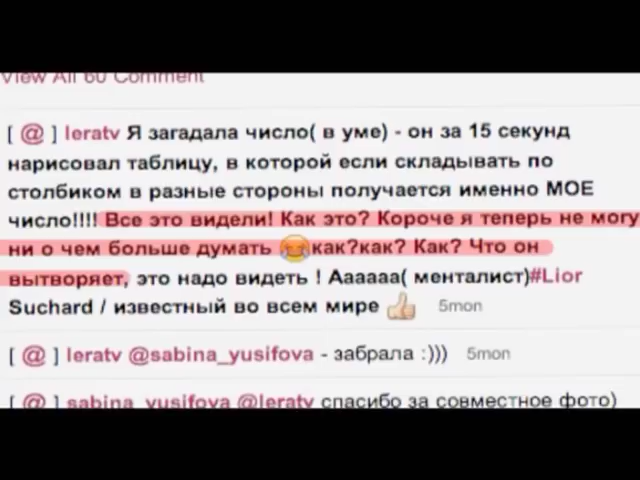 View All 60 Comment
[ @ ] leratv Я загадала число( в уме) - он за 15 секунд
нарисовал таблицу, в которой если складывать по
столбиком в разные стороны получается именно МОЕ
число!!!! Все это видели! Как это? Короче я теперь не могу
ни о чем больше думать 😂как?как? Как? Что он
вытворяет, это надо видеть ! Аааааа( менталист)#Lior
Suchard / известный во всем мире 👍 5mon
[ @ ] leratv @sabina_yusifova - забрала :))) 5mon
[ @ ] sabina_yusifova @leratv спасибо за совместное фото)